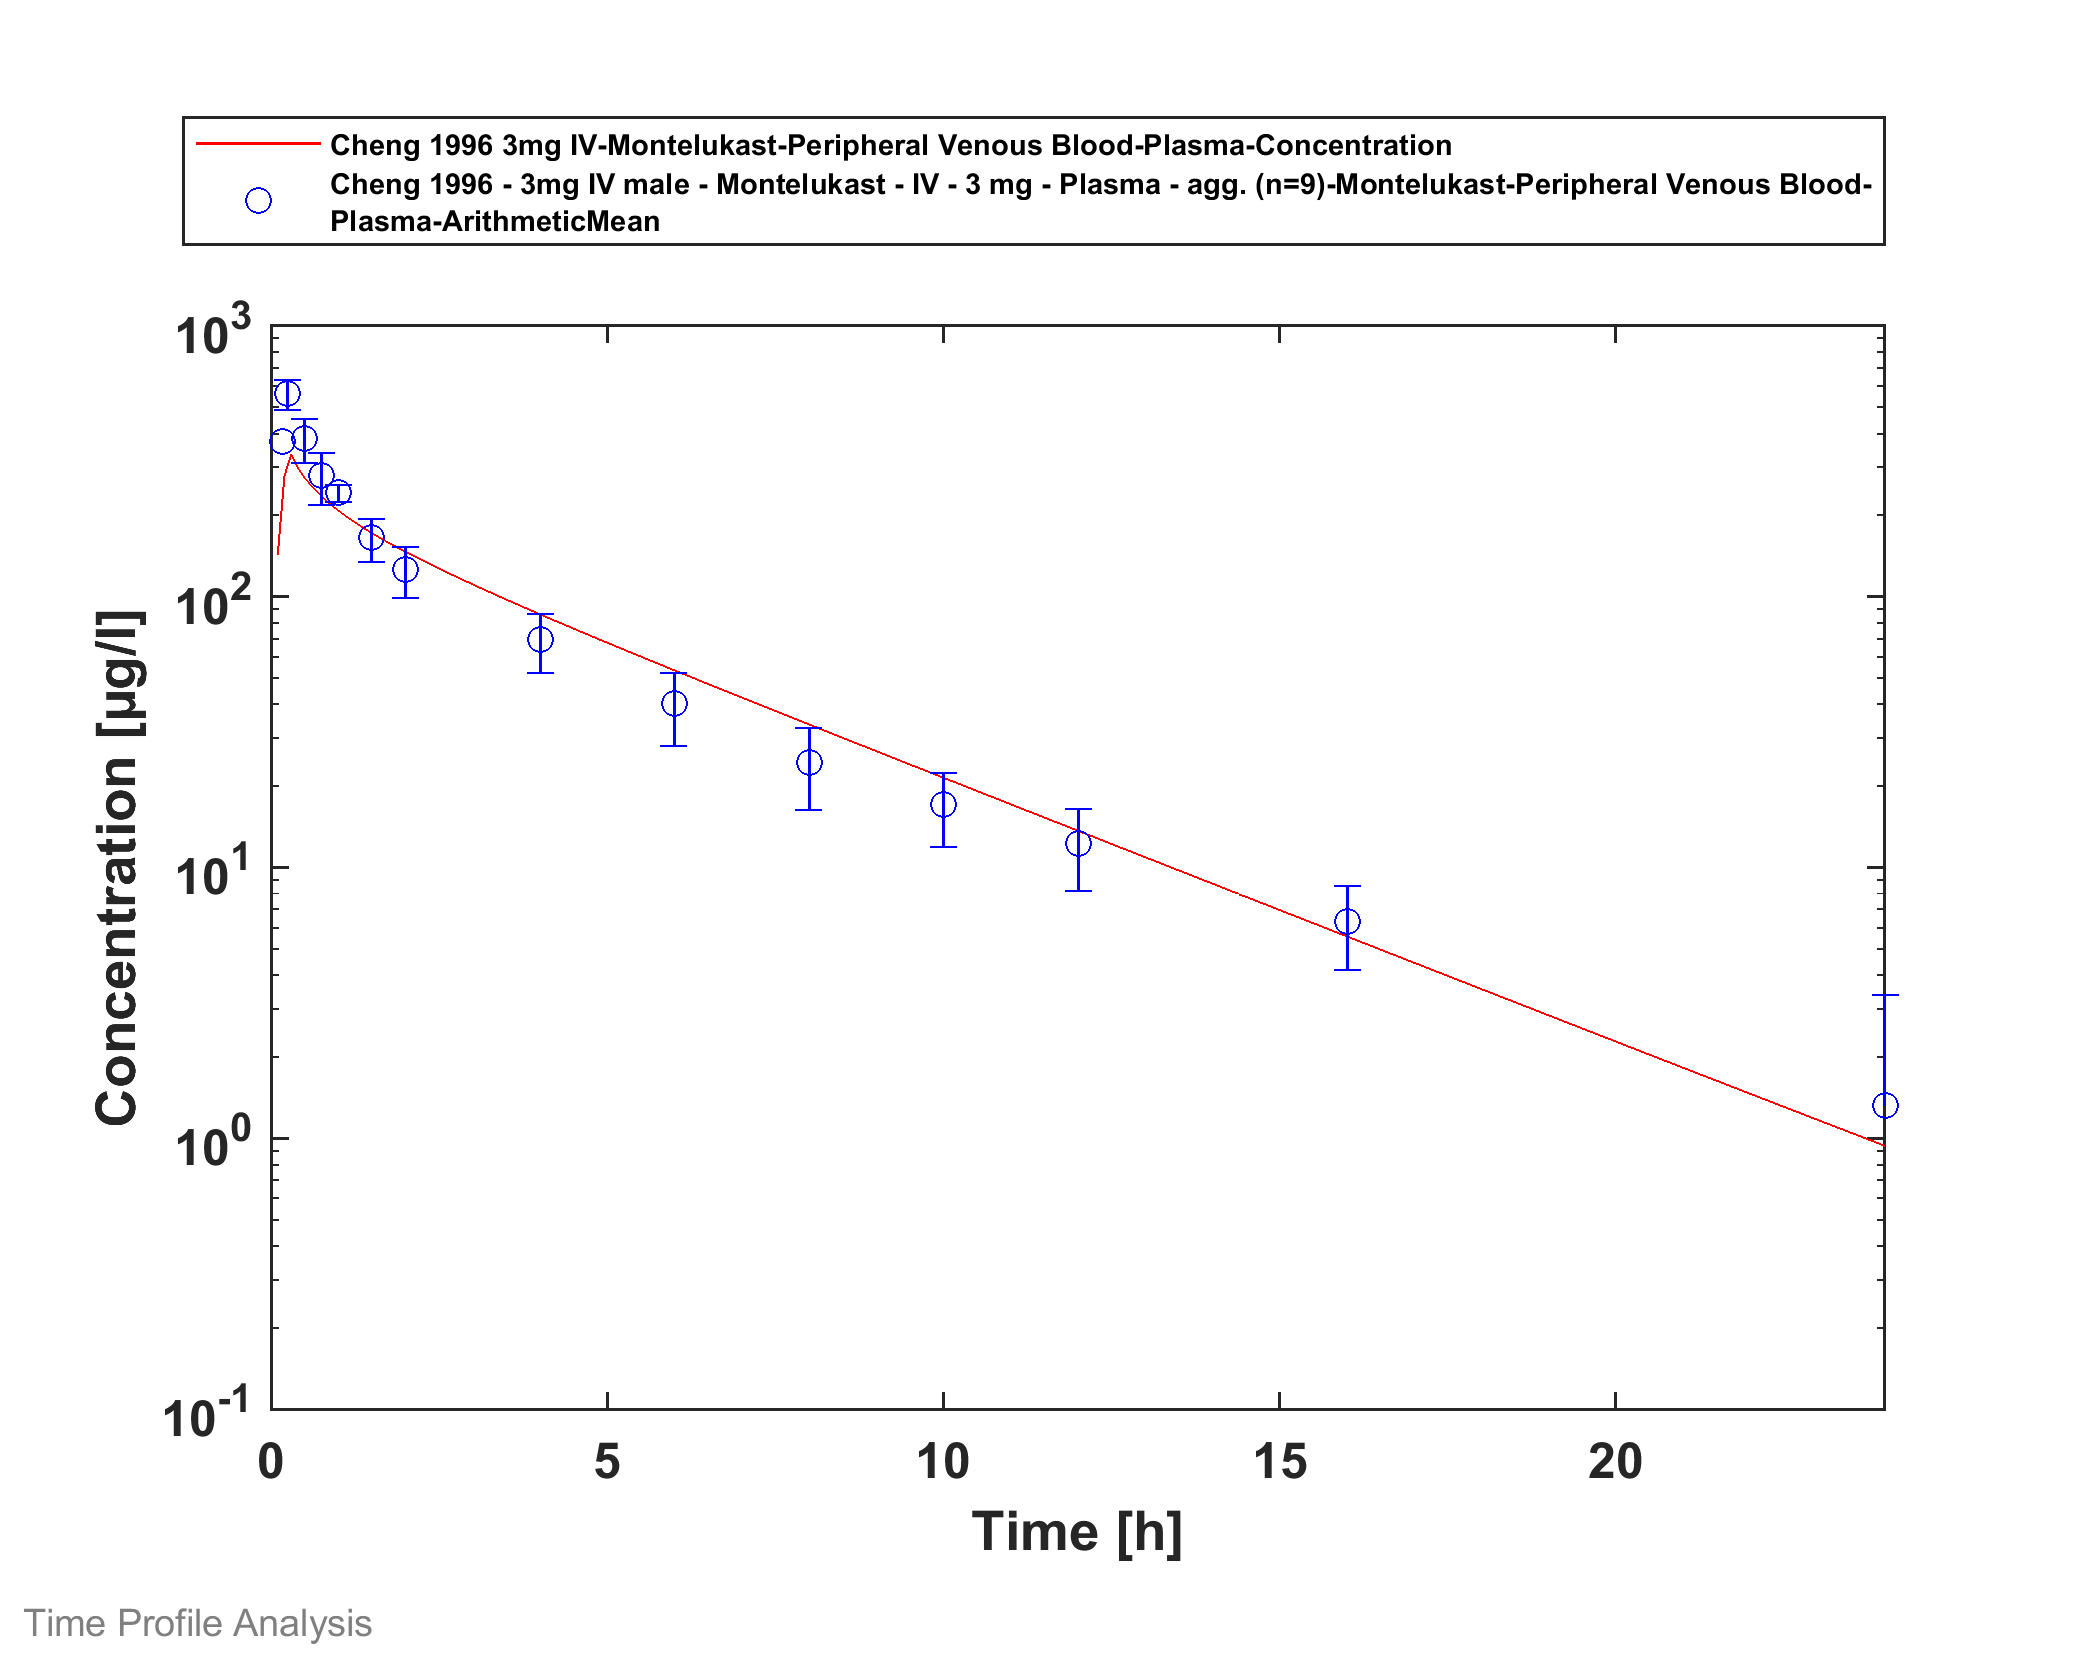 Cheng 1996 3mg IV-Montelukast-Peripheral Venous Blood-Plasma-Concentration
Cheng 1996 - 3mg IV male - Montelukast - IV - 3 mg - Plasma - agg. (n=9)-Montelukast-Peripheral Venous Blood-
Plasma-ArithmeticMean
10³
10²
10¹
10⁰
10⁻¹
Concentration [µg/l]
0 5 10 15 20
Time [h]
Time Profile Analysis